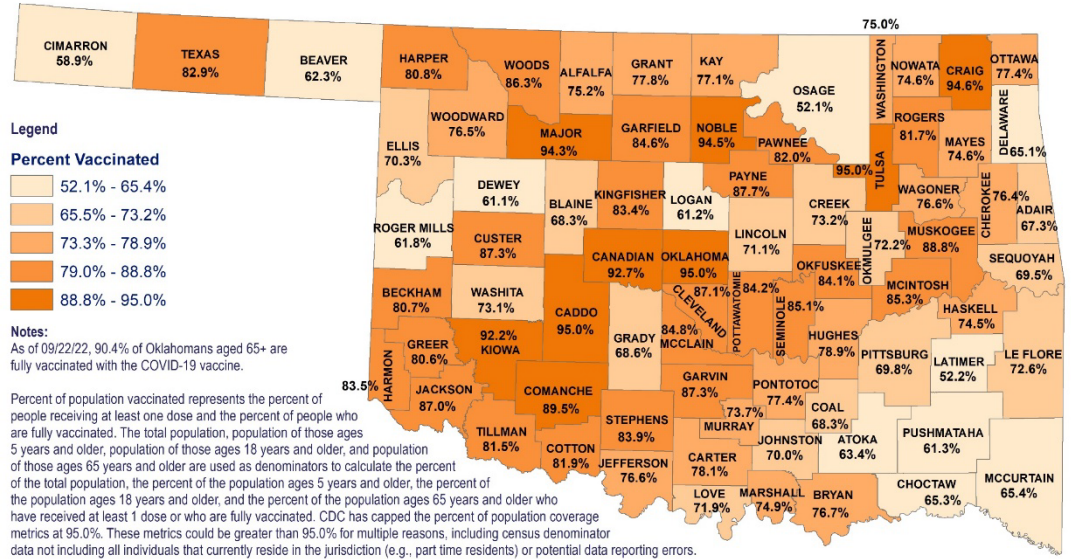 75.0%
CIMARRON
58.9%
TEXAS
82.9%
BEAVER
62.3%
HARPER
80.8%
WOODS
86.3%
ALFALFA
75.2%
GRANT
77.8%
KAY
77.1%
OSAGE
52.1%
WASHINGTON
NOWATA
74.6%
CRAIG
94.6%
OTTAWA
77.4%
DELAWARE
65.1%
Legend
Percent Vaccinated
52.1% - 65.4%
65.5% - 73.2%
73.3% - 78.9%
79.0% - 88.8%
88.8% - 95.0%
ELLIS
70.3%
WOODWARD
76.5%
MAJOR
94.3%
GARFIELD
84.6%
NOBLE
94.5%
PAWNEE
82.0%
ROGERS
81.7%
MAYES
74.6%
DEWEY
61.1%
BLAINE
68.3%
KINGFISHER
83.4%
LOGAN
61.2%
PAYNE
87.7%
95.0%
TULSA
CREEK
73.2%
WAGONER
76.6%
CHEROKEE
76.4%
ADAIR
67.3%
ROGER MILLS
61.8%
CUSTER
87.3%
CANADIAN
92.7%
OKLAHOMA
95.0%
LINCOLN
71.1%
OKMULGEE
72.2%
MUSKOGEE
88.8%
SEQUOYAH
69.5%
BECKHAM
80.7%
WASHITA
73.1%
CADDO
95.0%
GRADY
68.6%
87.1%
CLEVELAND
84.8%
MCCLAIN
POTTAWATOMIE
84.2%
SEMINOLE
85.1%
OKFUSKEE
84.1%
MCINTOSH
85.3%
HASKELL
74.5%
HUGHES
78.9%
PITTSBURG
69.8%
LATIMER
52.2%
LE FLORE
72.6%
Notes:
As of 09/22/22, 90.4% of Oklahomans aged 65+ are
fully vaccinated with the COVID-19 vaccine.
83.5%
HARMON
GREER
80.6%
92.2%
KIOWA
JACKSON
87.0%
COMANCHE
89.5%
TILLMAN
81.5%
COTTON
81.9%
STEPHENS
83.9%
JEFFERSON
76.6%
GARVIN
87.3%
PONTOTOC
77.4%
73.7%
MURRAY
COAL
68.3%
CARTER
78.1%
JOHNSTON
70.0%
ATOKA
63.4%
PUSHMATAHA
61.3%
LOVE
71.9%
MARSHALL
74.9%
BRYAN
76.7%
CHOCTAW
65.3%
MCCURTAIN
65.4%
Percent of population vaccinated represents the percent of
people receiving at least one dose and the percent of people who
are fully vaccinated. The total population, population of those ages
5 years and older, population of those ages 18 years and older, and population
of those ages 65 years and older are used as denominators to calculate the percent
of the total population, the percent of the population ages 5 years and older, the percent of
the population ages 18 years and older, and the percent of the population ages 65 years and older who
have received at least 1 dose or who are fully vaccinated. CDC has capped the percent of population coverage
metrics at 95.0%. These metrics could be greater than 95.0% for multiple reasons, including census denominator
data not including all individuals that currently reside in the jurisdiction (e.g., part time residents) or potential data reporting errors.